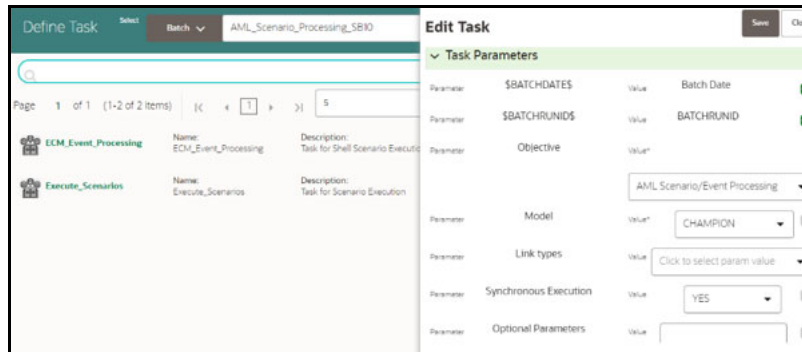 Define Task
Select
Batch
AML_Scenario_Processing_SB10
Page 1 of 1 (1-2 of 2 items) 1 5
ECM_Event_Processing
Name:
ECM_Event_Processing
Description:
Task for Shell Scenario Executio
Execute_Scenarios
Name:
Execute_Scenarios
Description:
Task for Scenario Execution
Edit Task
Save
Clo
Task Parameters
Parameter $BATCHDATE$ Value Batch Date
Parameter $BATCHRUNID$ Value BATCHRUNID
Parameter Objective Value*
AML Scenario/Event Processing
Parameter Model Value* CHAMPION
Parameter Link types Value Click to select param value
Parameter Synchronous Execution Value YES
Parameter Optional Parameters Value